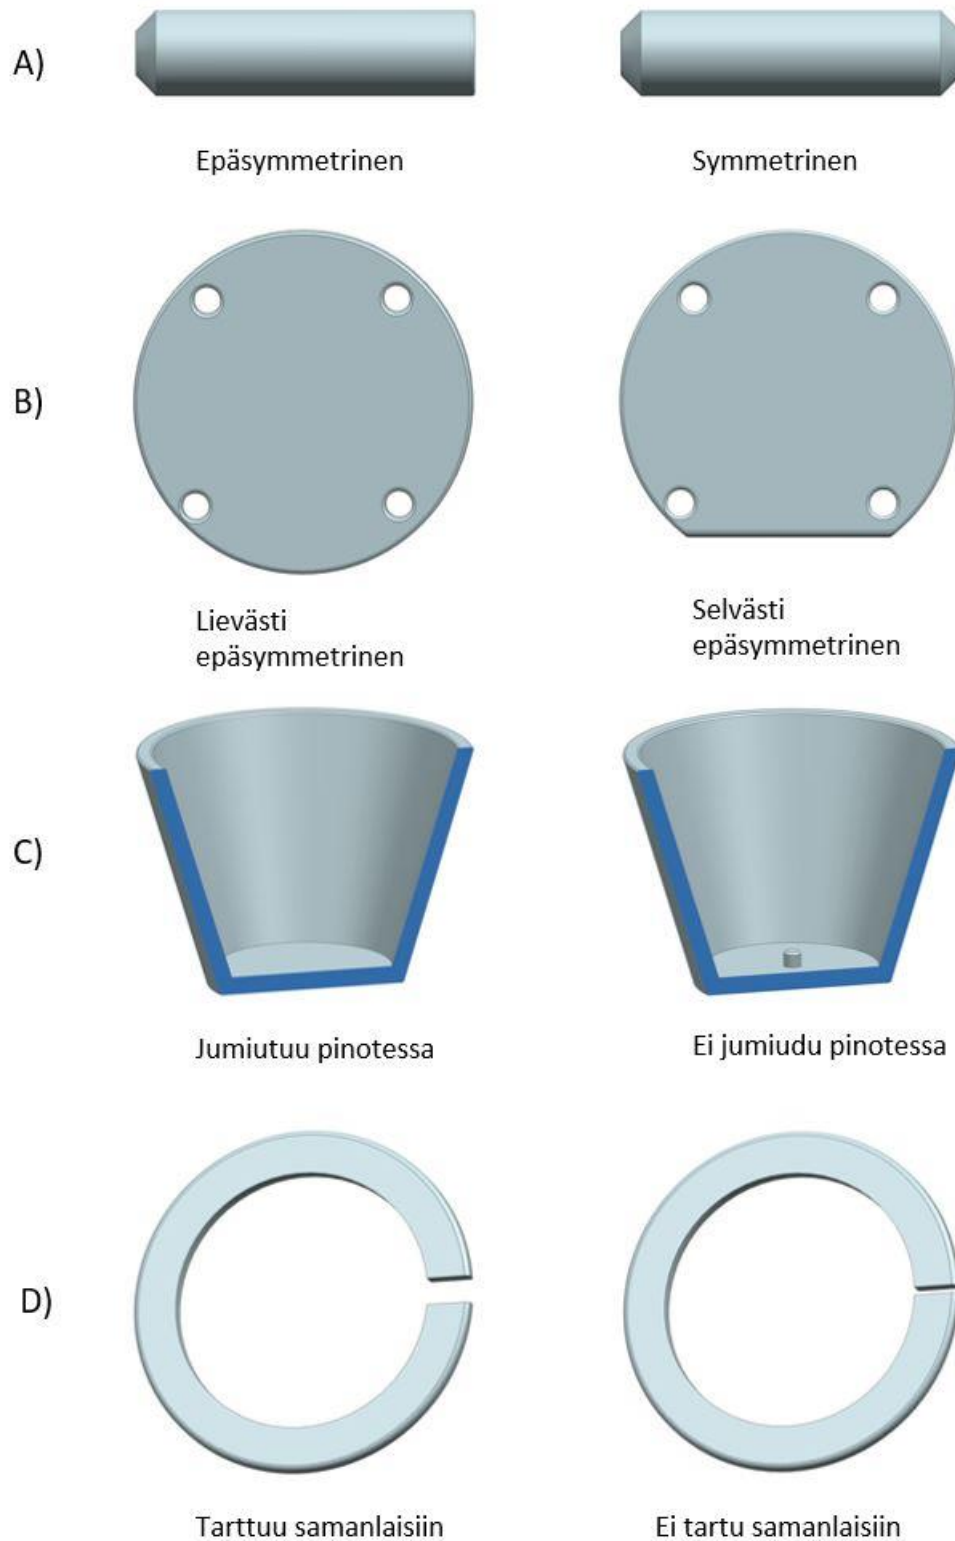 A)
Epäsymmetrinen
Symmetrinen
B)
Lievästi
epäsymmetrinen
Selvästi
epäsymmetrinen
C)
Jumiutuu pinotessa
Ei jumiudu pinotessa
D)
Tarttuu samanlaisiin
Ei tartu samanlaisiin